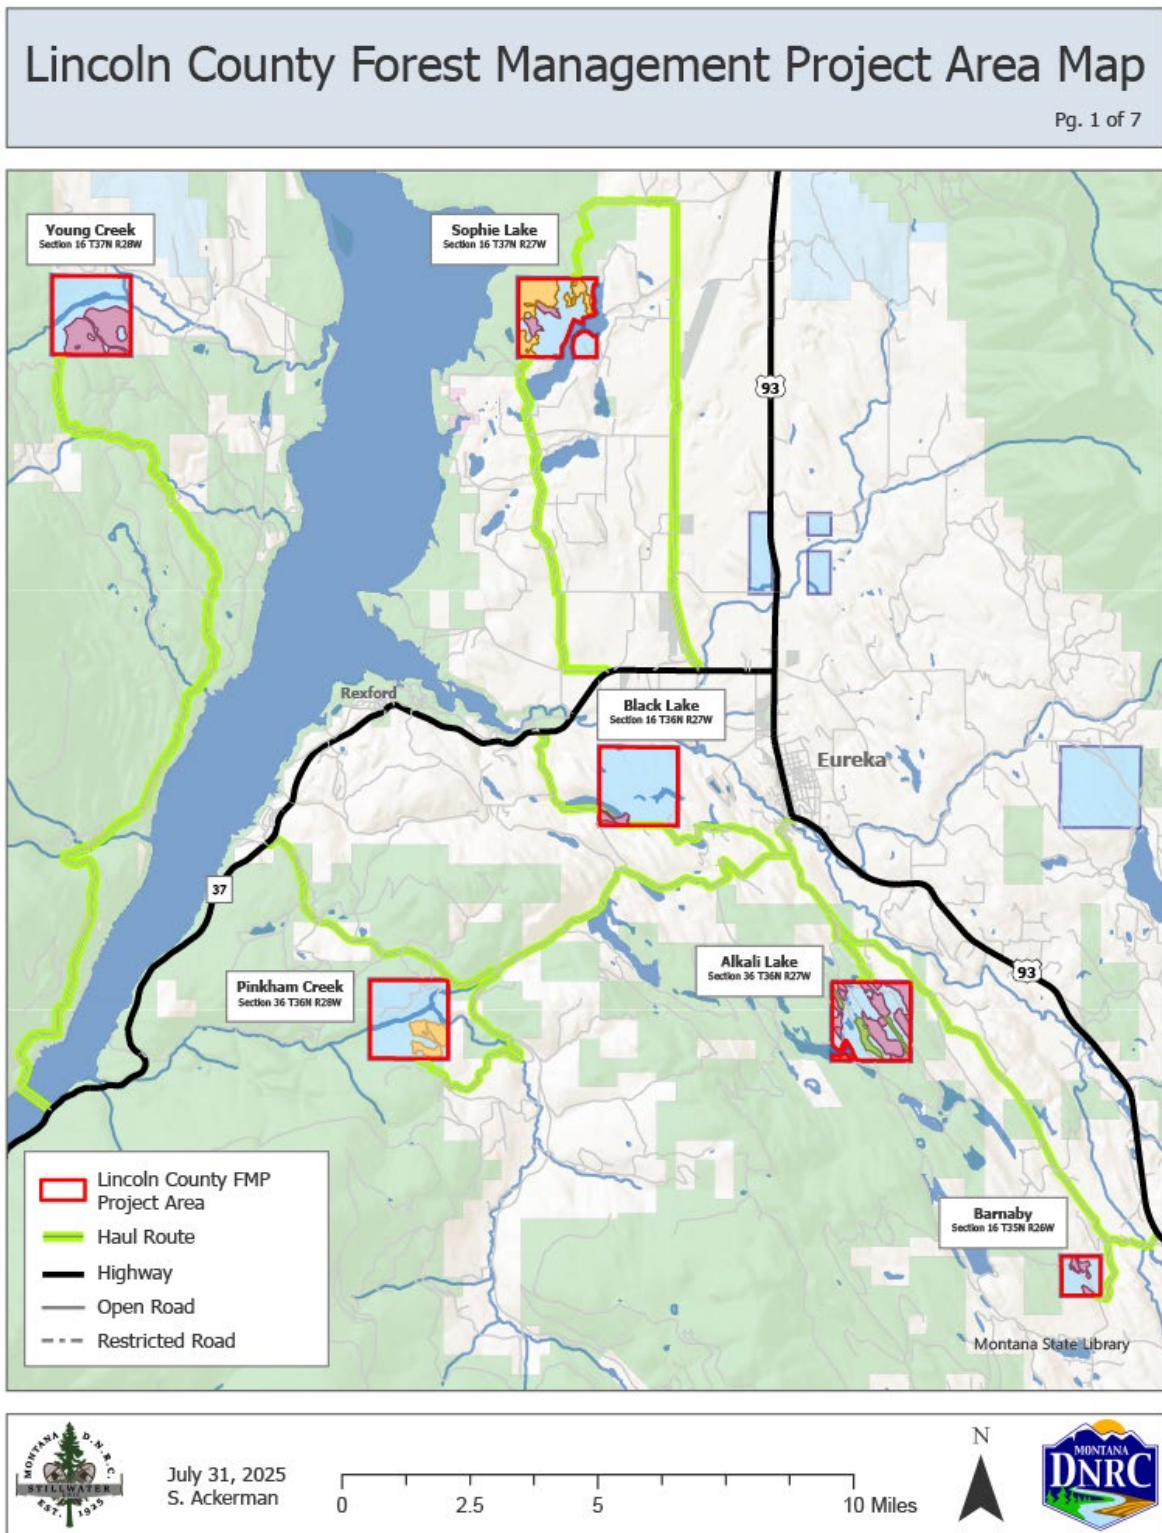 Lincoln County Forest Management Project Area Map
Pg. 1 of 7
Young Creek
Section 16 T37N R28W
Sophie Lake
Section 16 T37N R27W
93
Rexford
Black Lake
Section 16 T36N R27W
Eureka
37
Pinkham Creek
Section 36 T36N R28W
Alkali Lake
Section 36 T36N R27W
93
Barnaby
Section 16 T35N R26W
Lincoln County FMP
Project Area
Haul Route
Highway
Open Road
Restricted Road
Montana State Library
MONTANA D.N.R.C.
STILLWATER
EST. 1925
July 31, 2025
S. Ackerman
0 2.5 5 10 Miles
N
MONTANA
DNRC